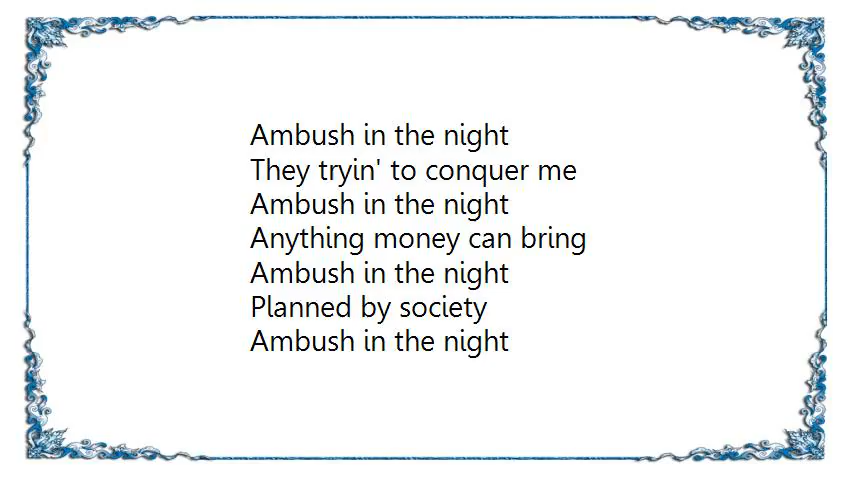 Ambush in the night
They tryin' to conquer me
Ambush in the night
Anything money can bring
Ambush in the night
Planned by society
Ambush in the night